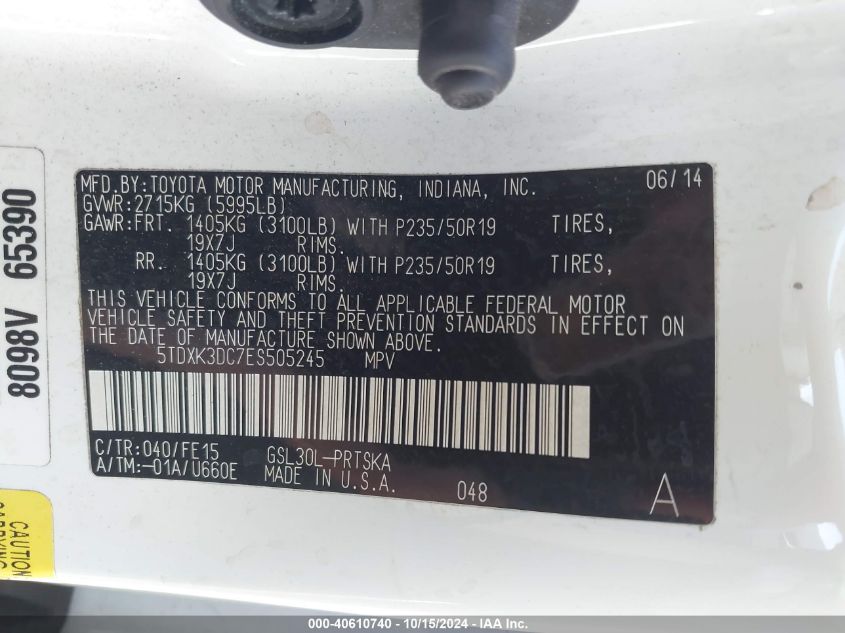 MFD.BY:TOYOTA MOTOR MANUFACTURING, INDIANA, INC. 06/14
GVWR:2715KG (5995LB)
GAWR:FRT. 1405KG (3100LB) WITH P235/50R19 TIRES,
19X7J RIMS.
RR. 1405KG (3100LB) WITH P235/50R19 TIRES,
19X7J RIMS.
THIS VEHICLE CONFORMS TO ALL APPLICABLE FEDERAL MOTOR
VEHICLE SAFETY AND THEFT PREVENTION STANDARDS IN EFFECT ON
THE DATE OF MANUFACTURE SHOWN ABOVE.
5TDXK3DC7ES505245 MPV
C/TR:040/FE15 GSL30L-PRTSKA
A/TM:-01A/U660E MADE IN U.S.A. 048 A
8098V 65390
CAUTION
000-40610740 - 10/15/2024 - IAA Inc.